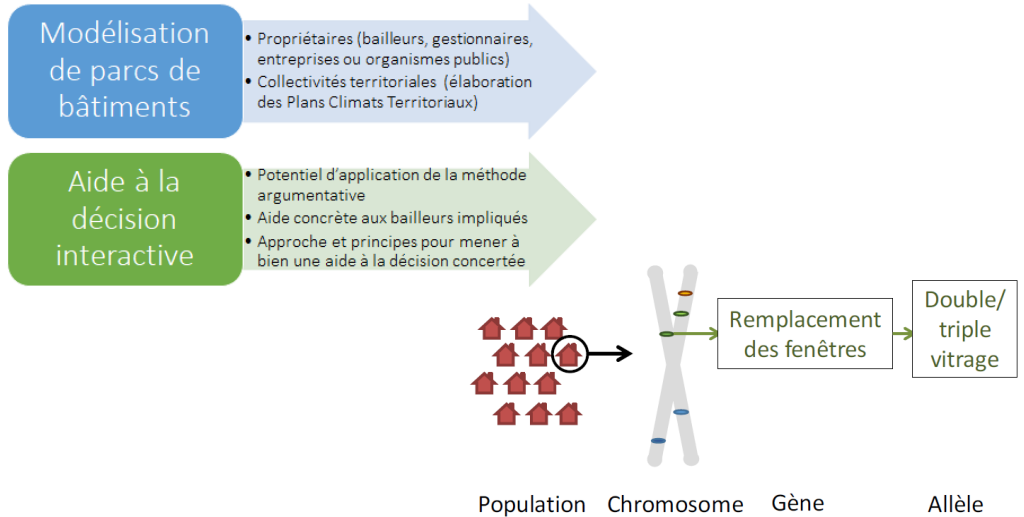 Modélisation
de parcs de
bâtiments
• Propriétaires (bailleurs, gestionnaires,
entreprises ou organismes publics)
• Collectivités territoriales (élaboration
des Plans Climats Territoriaux)
Aide à la
décision
interactive
• Potentiel d'application de la méthode
argumentative
• Aide concrète aux bailleurs impliqués
• Approche et principes pour mener à
bien une aide à la décision concertée
Remplacement
des fenêtres
Double/
triple
vitrage
Population Chromosome Gène Allèle